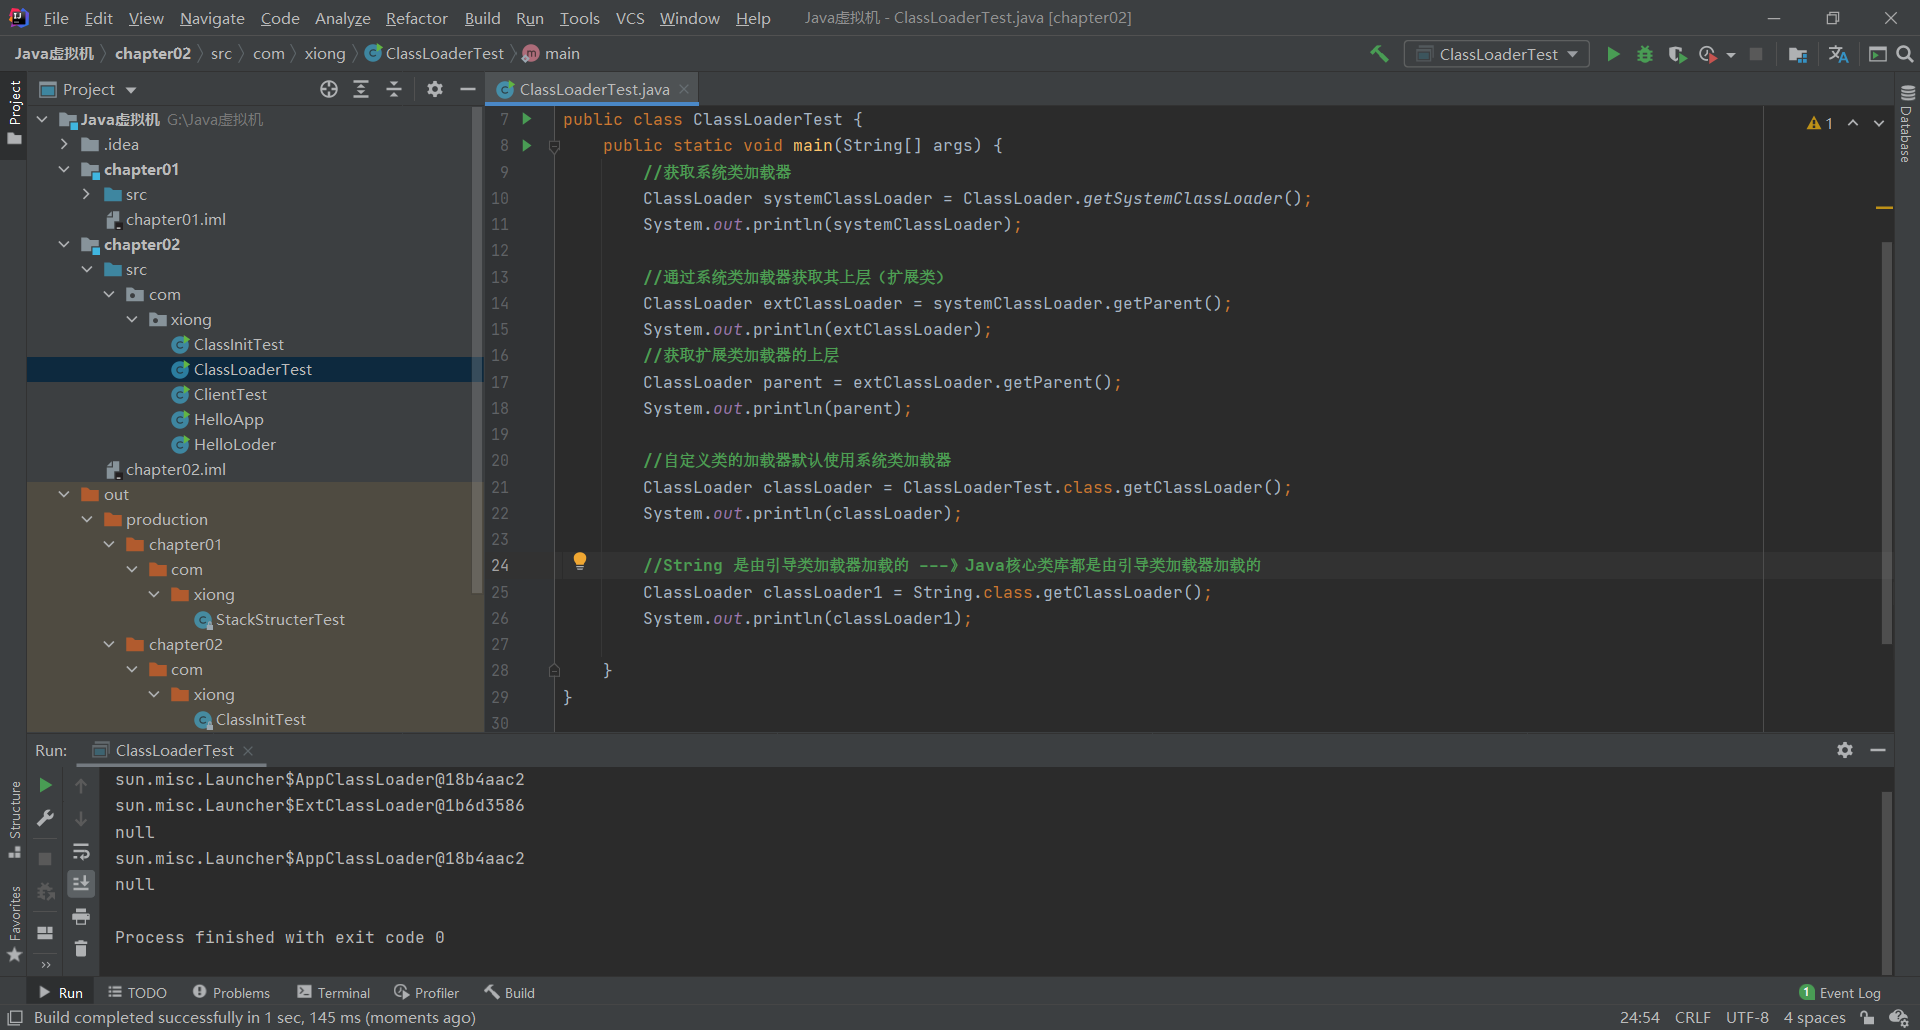 File Edit View Navigate Code Analyze Refactor Build Run Tools VCS Window Help Java虚拟机 - ClassLoaderTest.java [chapter02]
Java虚拟机 chapter02 src com xiong ClassLoaderTest main ClassLoaderTest
Project
Project
Java虚拟机 G:\Java虚拟机
.idea
chapter01
src
chapter01.iml
chapter02
src
com
xiong
ClassInitTest
ClassLoaderTest
ClientTest
HelloApp
HelloLoder
chapter02.iml
out
production
chapter01
com
xiong
StackStructerTest
chapter02
com
xiong
ClassInitTest
ClassLoaderTest.java
1
Database
7 public class ClassLoaderTest {
8 public static void main(String[] args) {
9 //获取系统类加载器
10 ClassLoader systemClassLoader = ClassLoader.getSystemClassLoader();
11 System.out.println(systemClassLoader);
12
13 //通过系统类加载器获取其上层（扩展类）
14 ClassLoader extClassLoader = systemClassLoader.getParent();
15 System.out.println(extClassLoader);
16 //获取扩展类加载器的上层
17 ClassLoader parent = extClassLoader.getParent();
18 System.out.println(parent);
19
20 //自定义类的加载器默认使用系统类加载器
21 ClassLoader classLoader = ClassLoaderTest.class.getClassLoader();
22 System.out.println(classLoader);
23
24 //String 是由引导类加载器加载的 ---》Java核心类库都是由引导类加载器加载的
25 ClassLoader classLoader1 = String.class.getClassLoader();
26 System.out.println(classLoader1);
27
28 }
29 }
30
Run: ClassLoaderTest
sun.misc.Launcher$AppClassLoader@18b4aac2
sun.misc.Launcher$ExtClassLoader@1b6d3586
null
sun.misc.Launcher$AppClassLoader@18b4aac2
null
Process finished with exit code 0
Structure
Favorites
Run TODO Problems Terminal Profiler Build 1 Event Log
Build completed successfully in 1 sec, 145 ms (moments ago) 24:54 CRLF UTF-8 4 spaces